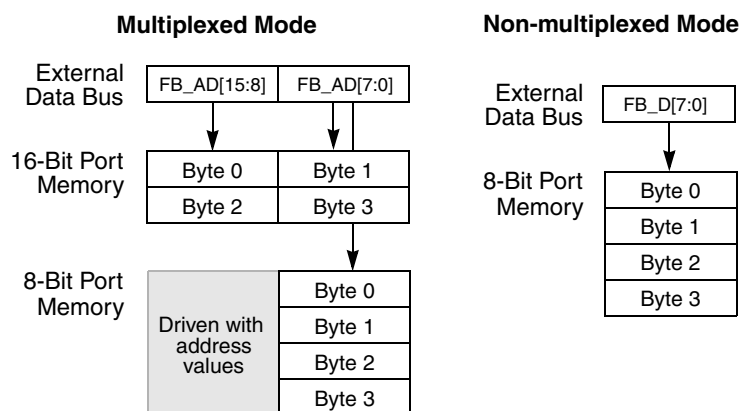 Multiplexed Mode
External
Data Bus
FB_AD[15:8]
FB_AD[7:0]
16-Bit Port
Memory
Byte 0
Byte 1
Byte 2
Byte 3
8-Bit Port
Memory
Driven with
address
values
Byte 0
Byte 1
Byte 2
Byte 3
Non-multiplexed Mode
External
Data Bus
FB_D[7:0]
8-Bit Port
Memory
Byte 0
Byte 1
Byte 2
Byte 3